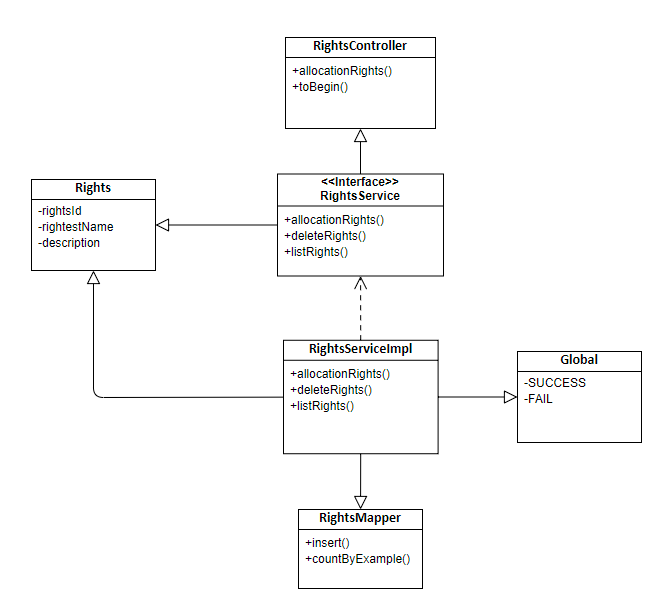 RightsController
+allocationRights()
+toBegin()
<<Interface>>
RightsService
+allocationRights()
+deleteRights()
+listRights()
Rights
-rightsId
-rightestName
-description
RightsServiceImpl
+allocationRights()
+deleteRights()
+listRights()
Global
-SUCCESS
-FAIL
RightsMapper
+insert()
+countByExample()